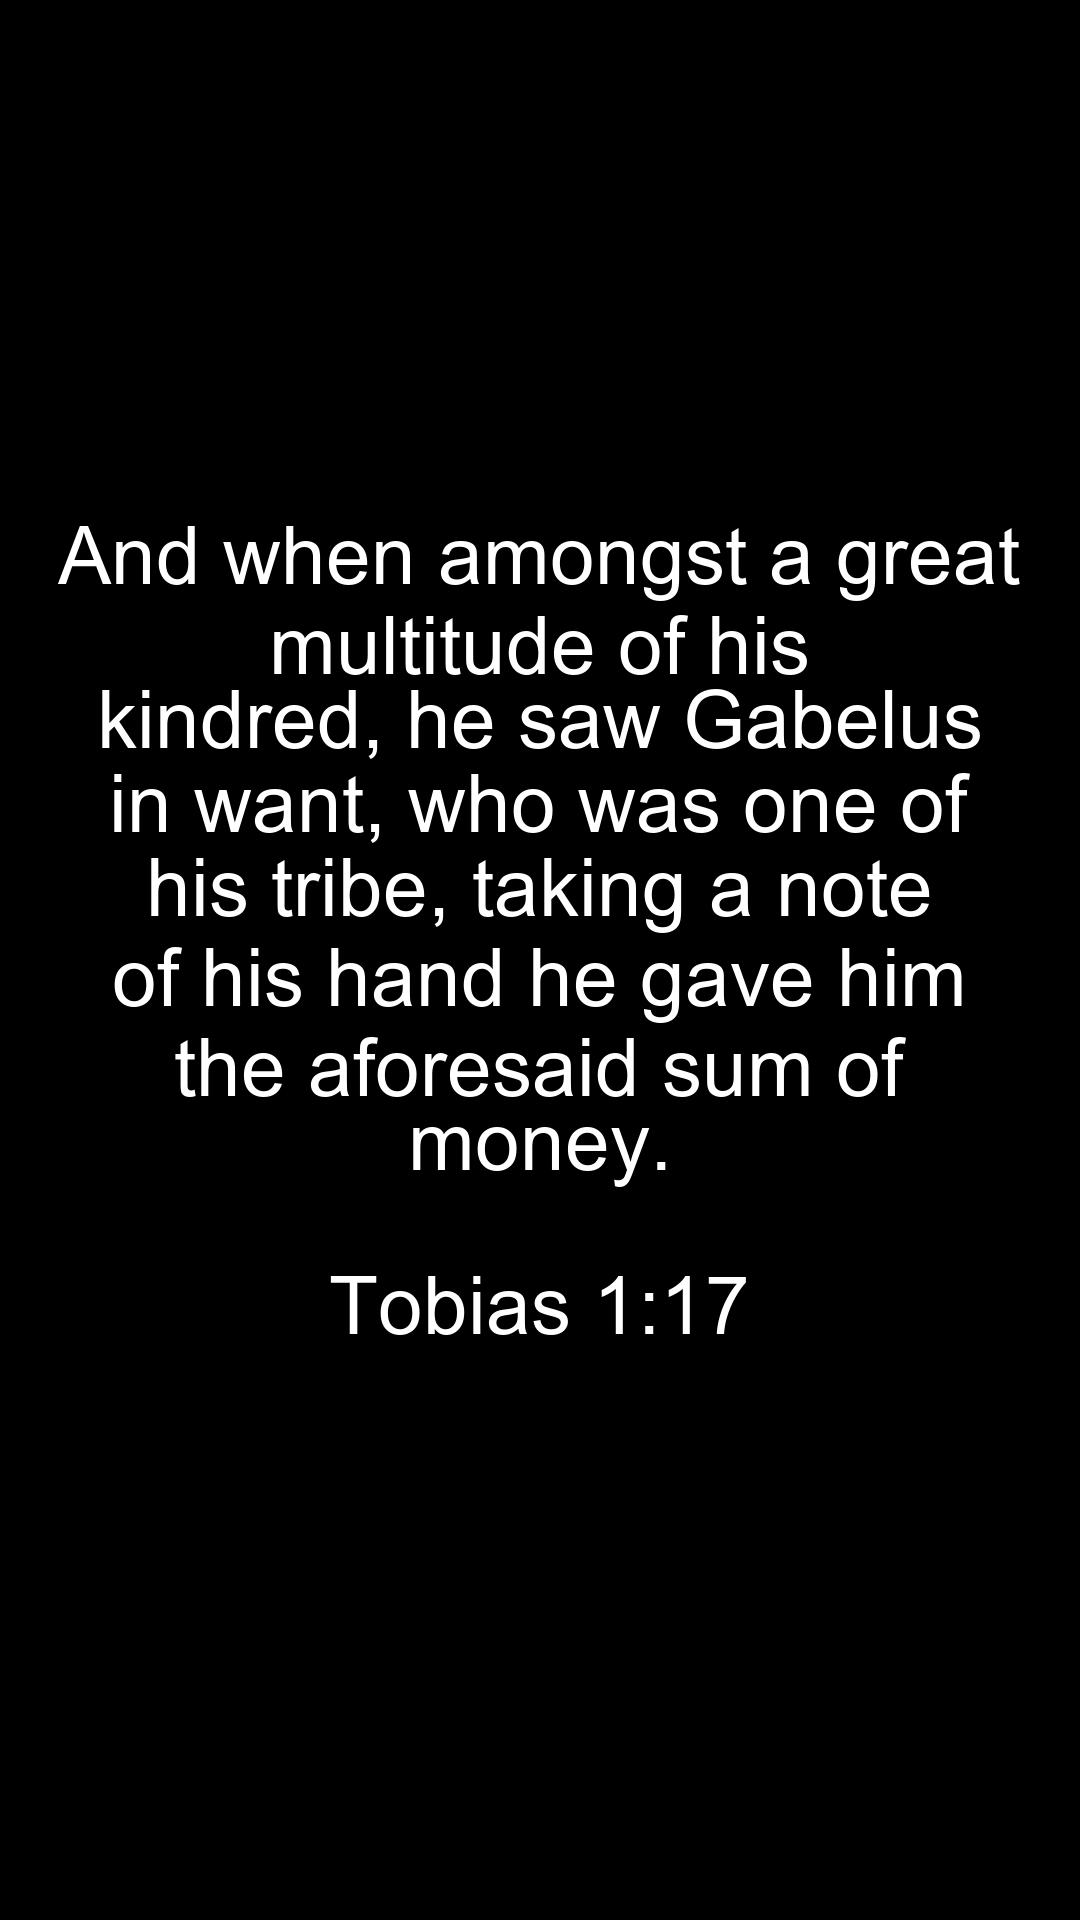 And when amongst a great
multitude of his
kindred, he saw Gabelus
in want, who was one of
his tribe, taking a note
of his hand he gave him
the aforesaid sum of
money.
Tobias 1:17